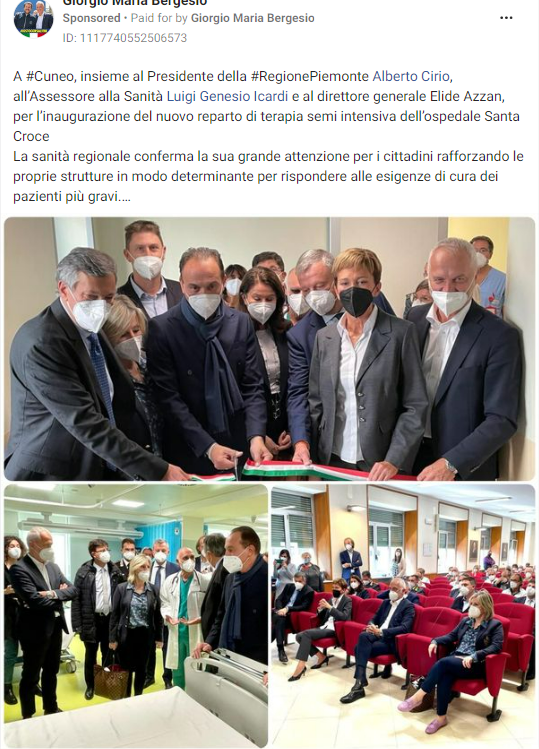 Giorgio Maria Bergesio
Sponsored • Paid for by Giorgio Maria Bergesio
ID: 1117740552506573
A #Cuneo, insieme al Presidente della #RegionePiemonte Alberto Cirio,
all'Assessore alla Sanità Luigi Genesio Icardi e al direttore generale Elide Azzan,
per l'inaugurazione del nuovo reparto di terapia semi intensiva dell'ospedale Santa
Croce
La sanità regionale conferma la sua grande attenzione per i cittadini rafforzando le
proprie strutture in modo determinante per rispondere alle esigenze di cura dei
pazienti più gravi....